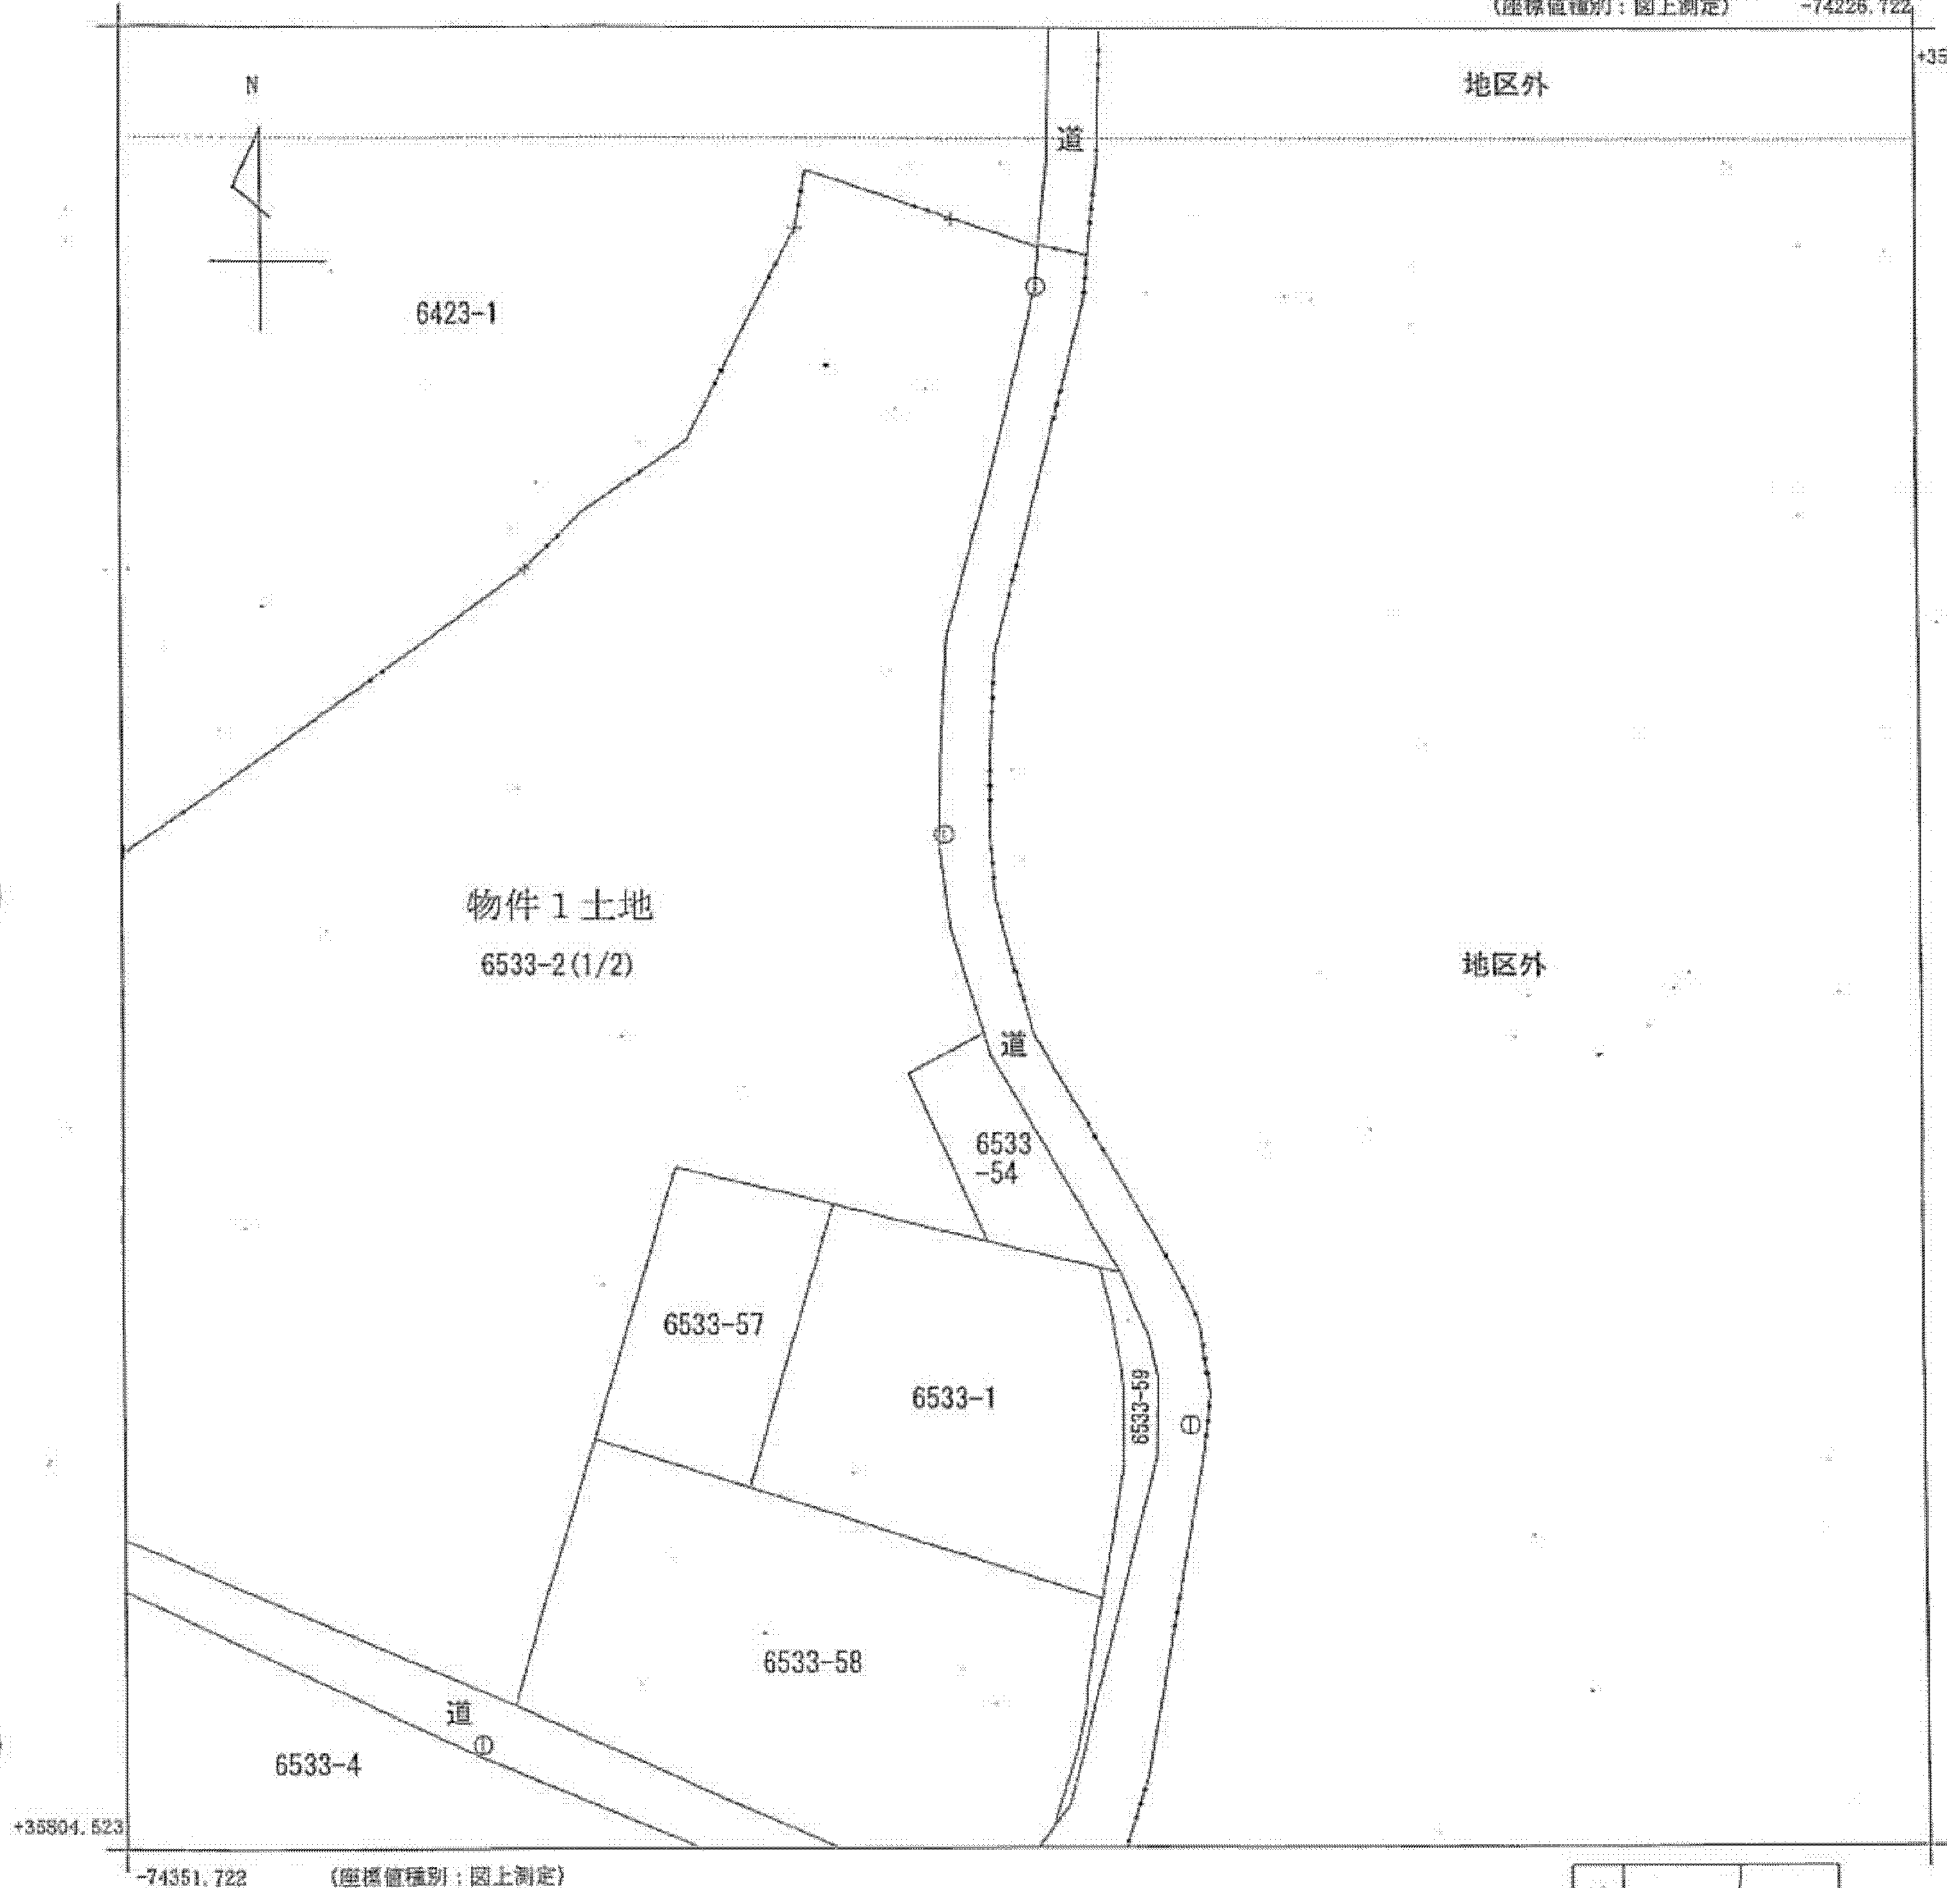 (座標値種別：図上測定) -74226.722
+35
N
地区外
道
6423-1
物件1土地
6533-2(1/2)
地区外
道
6533
-54
6533-57
6533-1
6533-59
6533-58
道
6533-4
+35804.523
-74351.722 (座標値種別：図上測定)